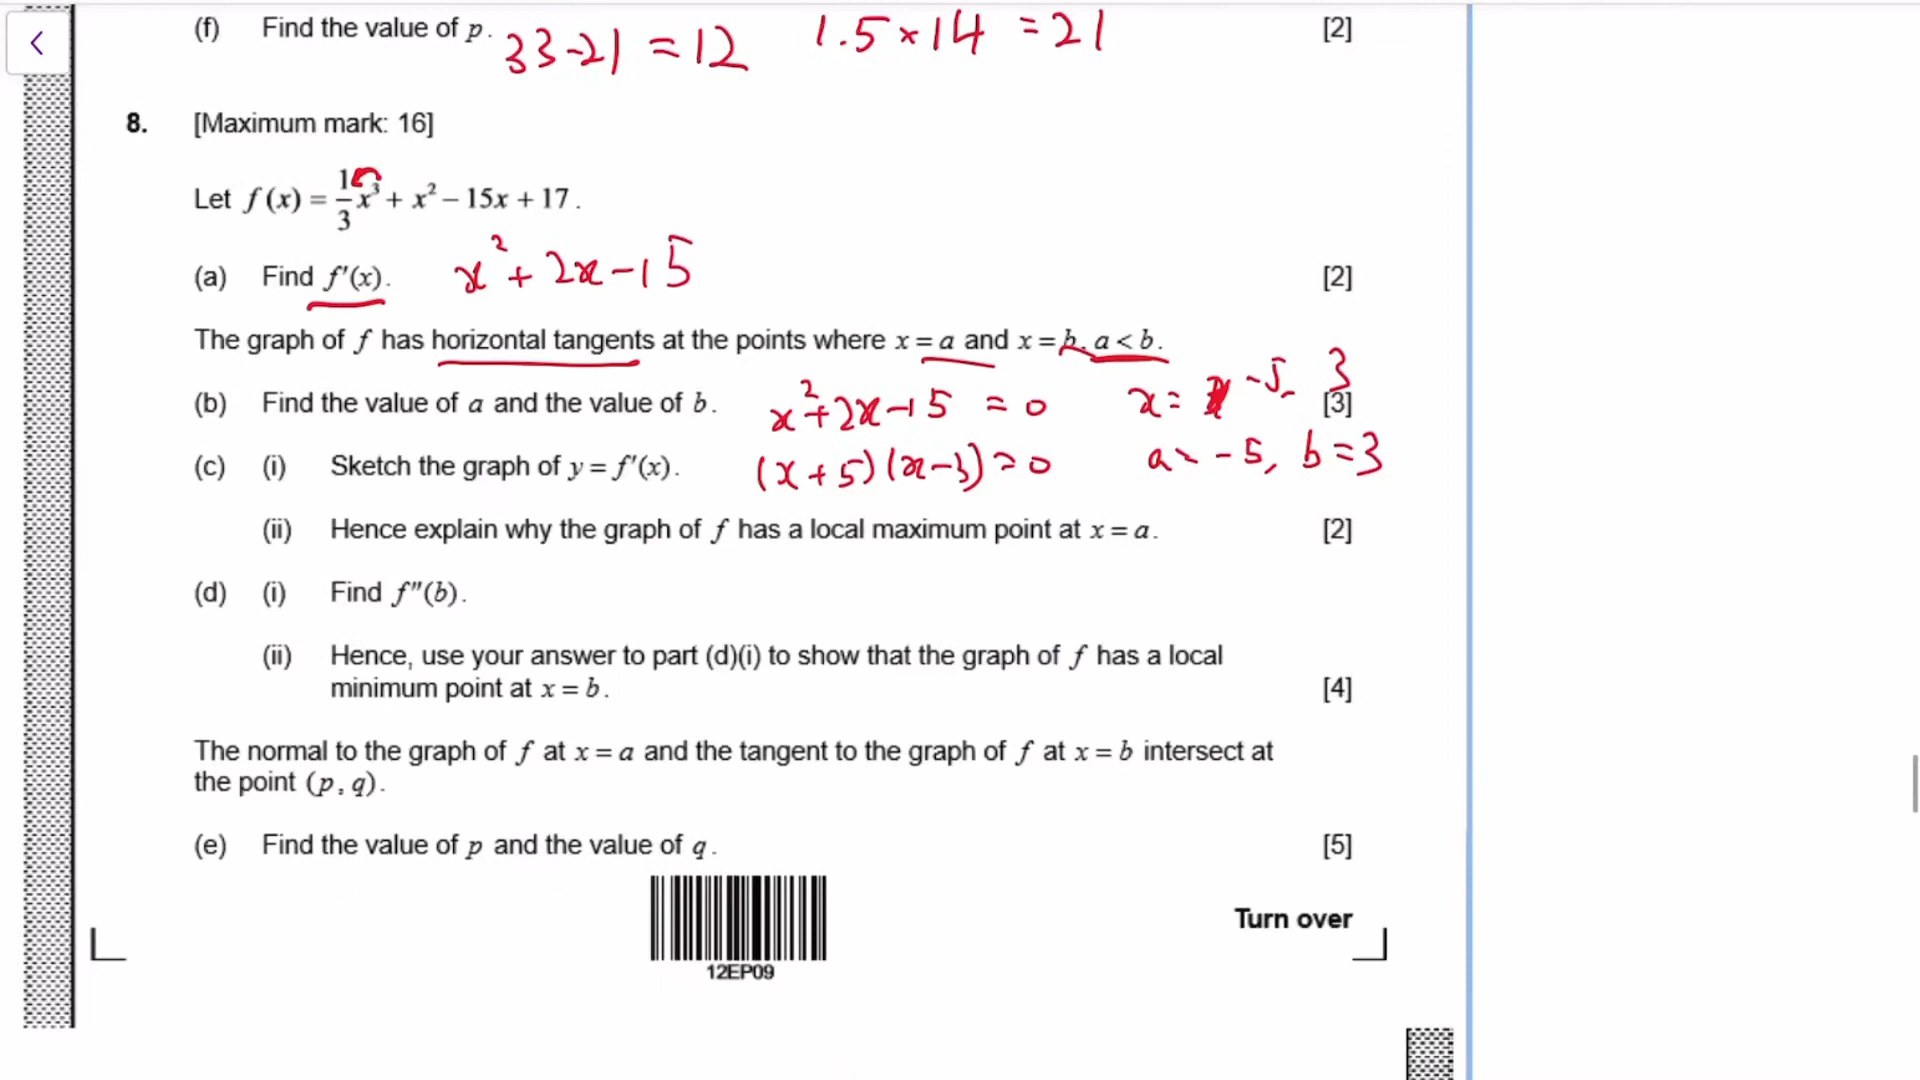 (f) Find the value of p. 33-21 = 12 1.5×14 = 21 [2]
8. [Maximum mark: 16]
Let f(x) = 1/3 x³ + x² − 15x + 17.
(a) Find f′(x). x² + 2x − 15 [2]
The graph of f has horizontal tangents at the points where x = a and x = b, a < b.
(b) Find the value of a and the value of b. x² + 2x − 15 = 0 x = -5, 3 [3]
(c) (i) Sketch the graph of y = f′(x). (x+5)(x−3) = 0 a = -5, b = 3
(ii) Hence explain why the graph of f has a local maximum point at x = a. [2]
(d) (i) Find f″(b).
(ii) Hence, use your answer to part (d)(i) to show that the graph of f has a local
minimum point at x = b. [4]
The normal to the graph of f at x = a and the tangent to the graph of f at x = b intersect at
the point (p, q).
(e) Find the value of p and the value of q. [5]
Turn over
12EP09